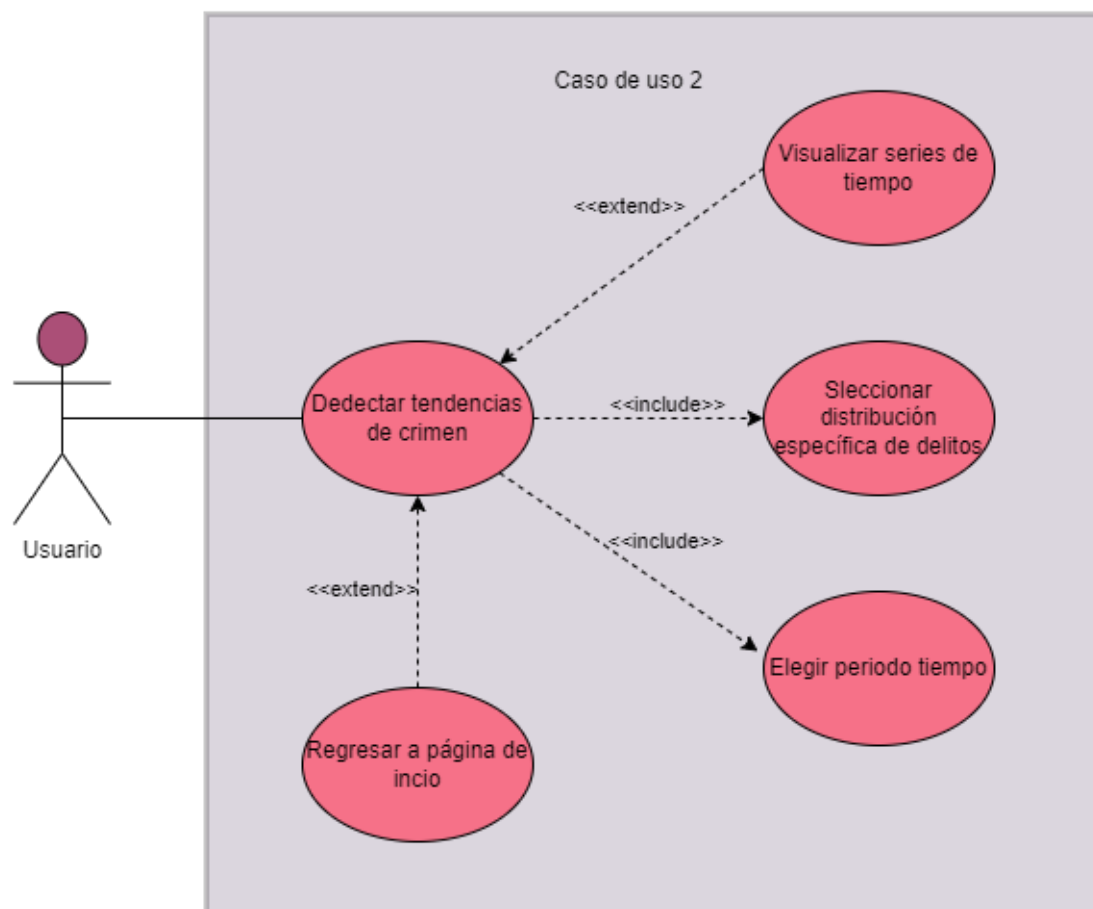 Caso de uso 2
Visualizar series de
tiempo
<<extend>>
Dedectar tendencias
de crimen
<<include>>
Sleccionar
distribución
específica de delitos
Usuario
<<include>>
<<extend>>
Elegir periodo tiempo
Regresar a página de
incio